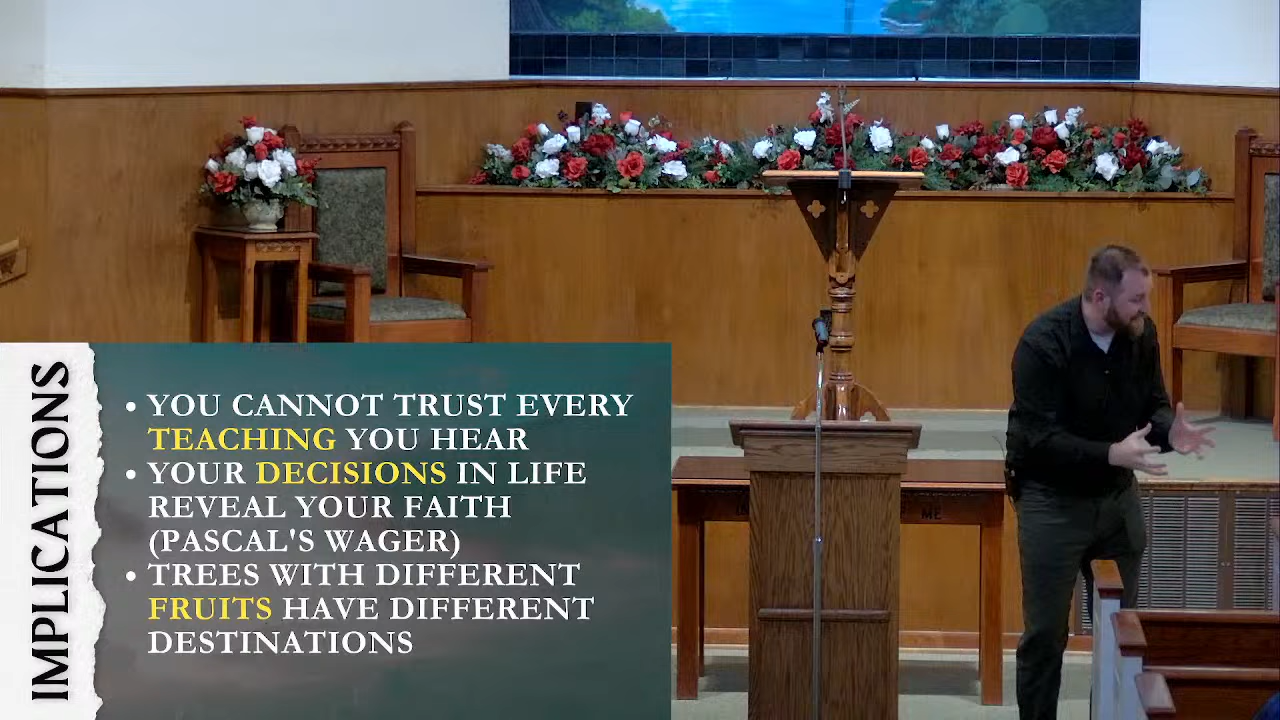 IMPLICATIONS
• YOU CANNOT TRUST EVERY
TEACHING YOU HEAR
• YOUR DECISIONS IN LIFE
REVEAL YOUR FAITH
(PASCAL'S WAGER)
• TREES WITH DIFFERENT
FRUITS HAVE DIFFERENT
DESTINATIONS
ME